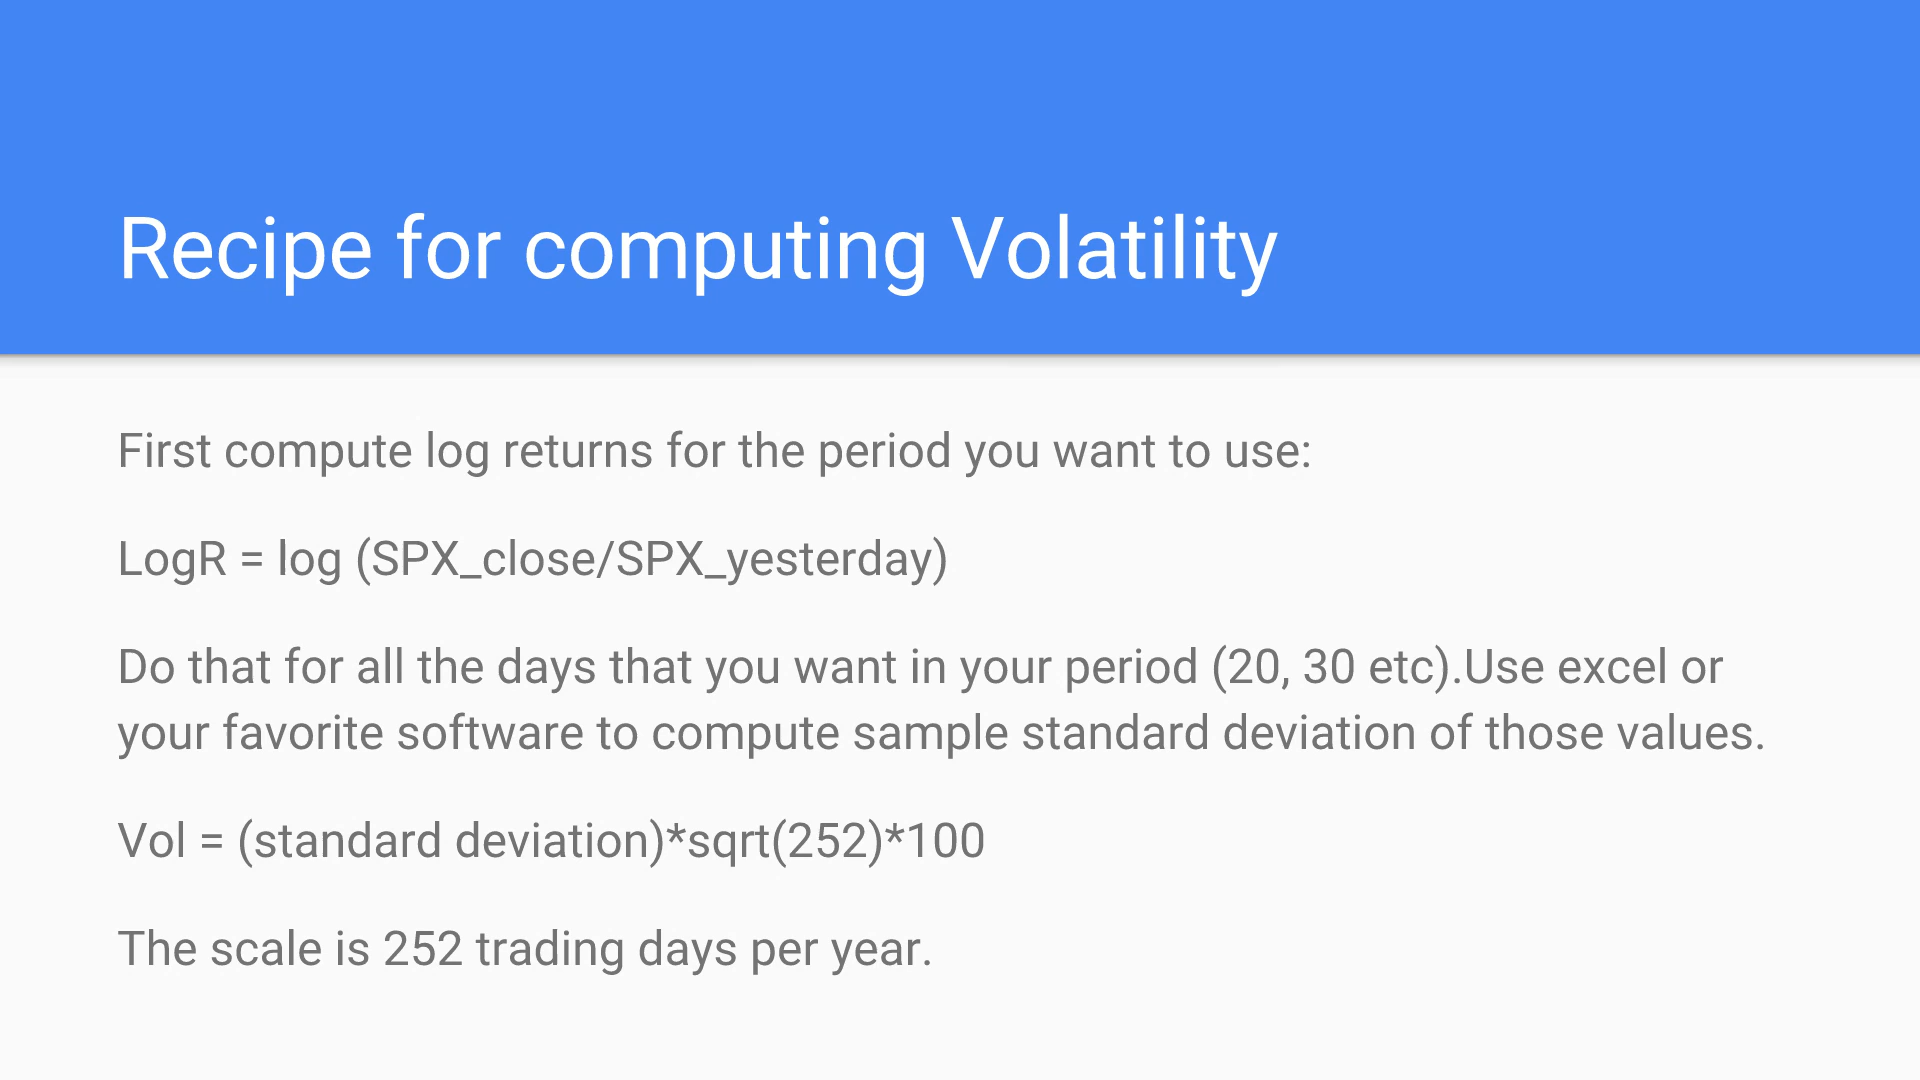 Recipe for computing Volatility
First compute log returns for the period you want to use:
LogR = log (SPX_close/SPX_yesterday)
Do that for all the days that you want in your period (20, 30 etc).Use excel or
your favorite software to compute sample standard deviation of those values.
Vol = (standard deviation)*sqrt(252)*100
The scale is 252 trading days per year.